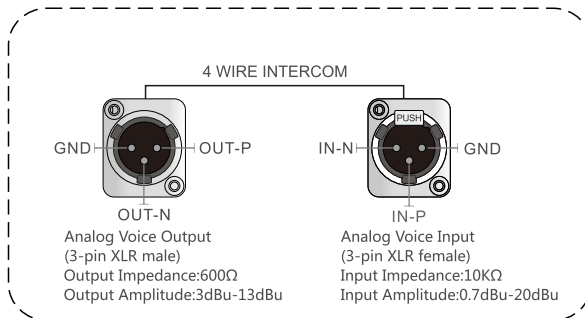 4 WIRE INTERCOM
PUSH
GND
OUT-P
IN-N
GND
OUT-N
IN-P
Analog Voice Output
(3-pin XLR male)
Output Impedance:600Ω
Output Amplitude:3dBu-13dBu
Analog Voice Input
(3-pin XLR female)
Input Impedance:10KΩ
Input Amplitude:0.7dBu-20dBu